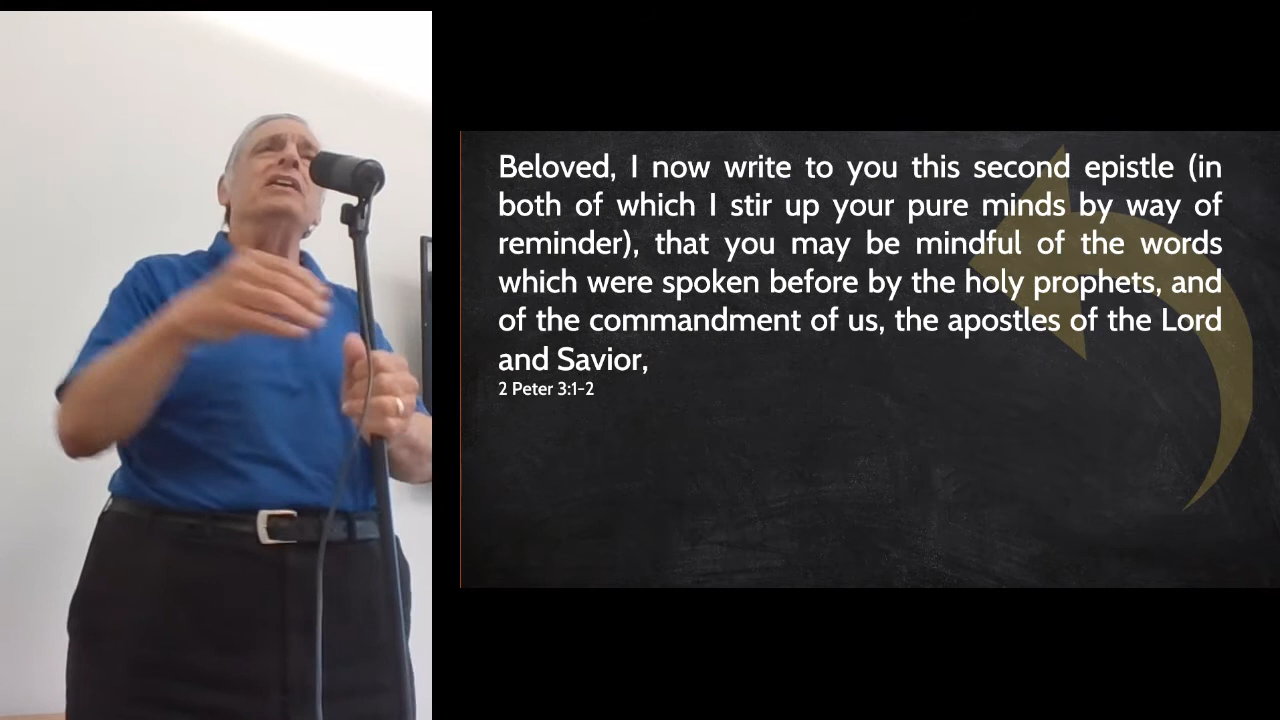 Beloved, I now write to you this second epistle (in
both of which I stir up your pure minds by way of
reminder), that you may be mindful of the words
which were spoken before by the holy prophets, and
of the commandment of us, the apostles of the Lord
and Savior,
2 Peter 3:1-2